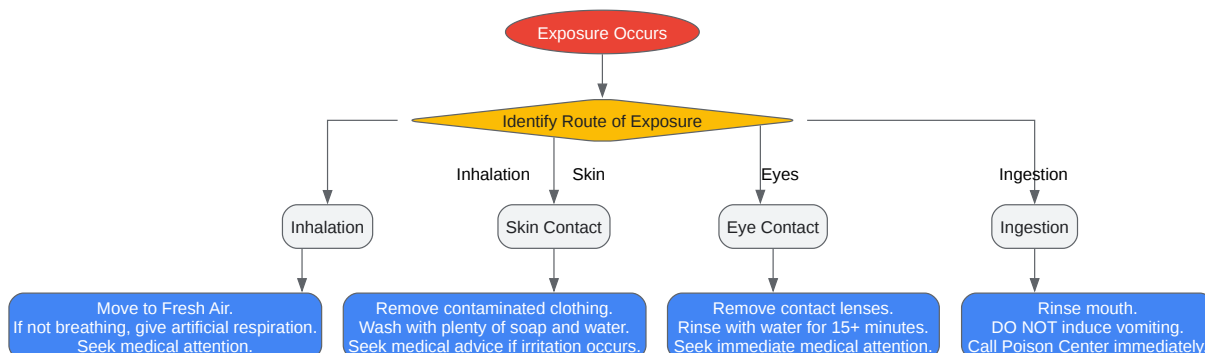 Exposure Occurs
Identify Route of Exposure
Inhalation
Skin
Eyes
Ingestion
Inhalation
Skin Contact
Eye Contact
Ingestion
Move to Fresh Air.
If not breathing, give artificial respiration.
Seek medical attention.
Remove contaminated clothing.
Wash with plenty of soap and water.
Seek medical advice if irritation occurs.
Remove contact lenses.
Rinse with water for 15+ minutes.
Seek immediate medical attention.
Rinse mouth.
DO NOT induce vomiting.
Call Poison Center immediately